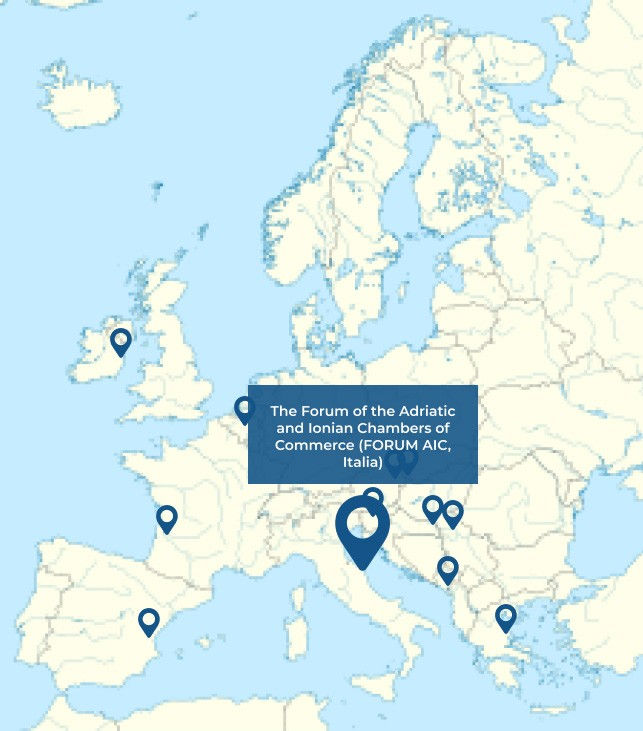 The Forum of the Adriatic
and Ionian Chambers of
Commerce (FORUM AIC,
Italia)